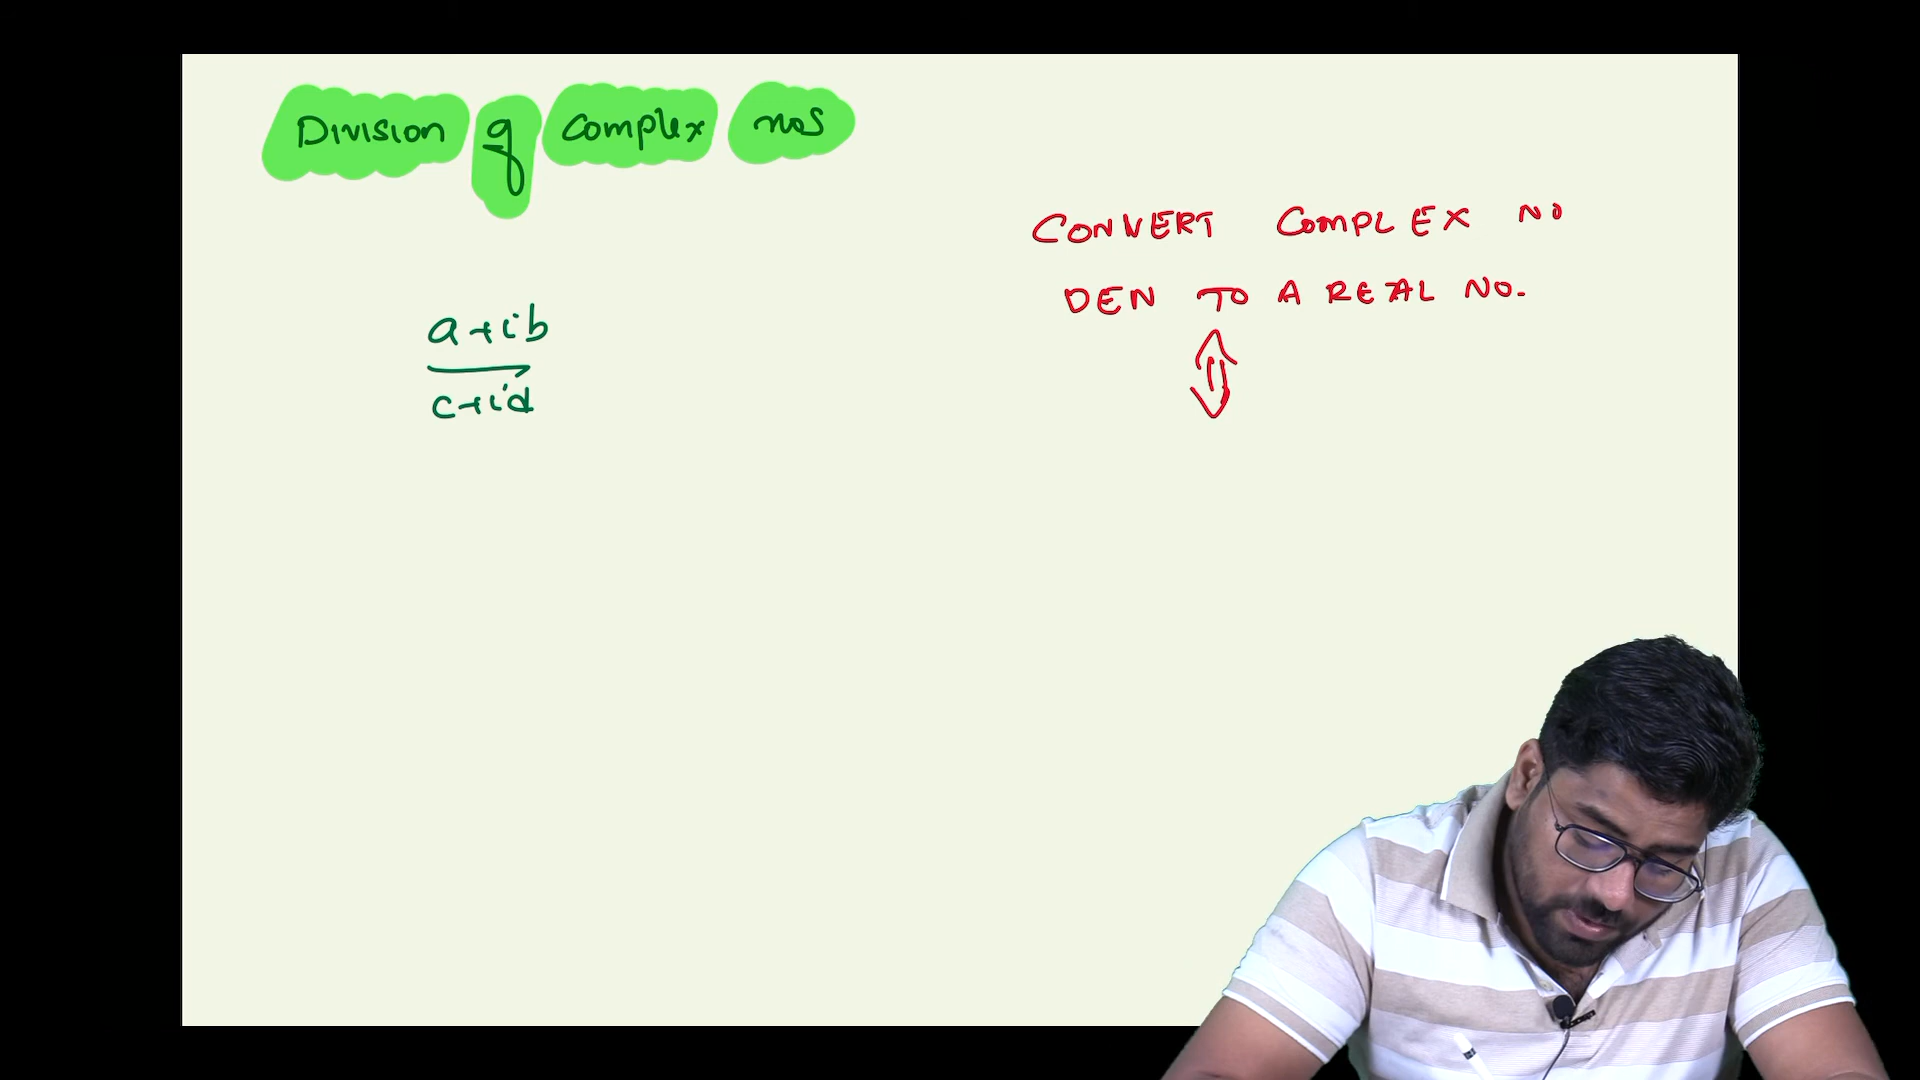 Division of Complex nos
CONVERT COMPLEX NO
DEN TO A REAL NO.
a+ib
c+id